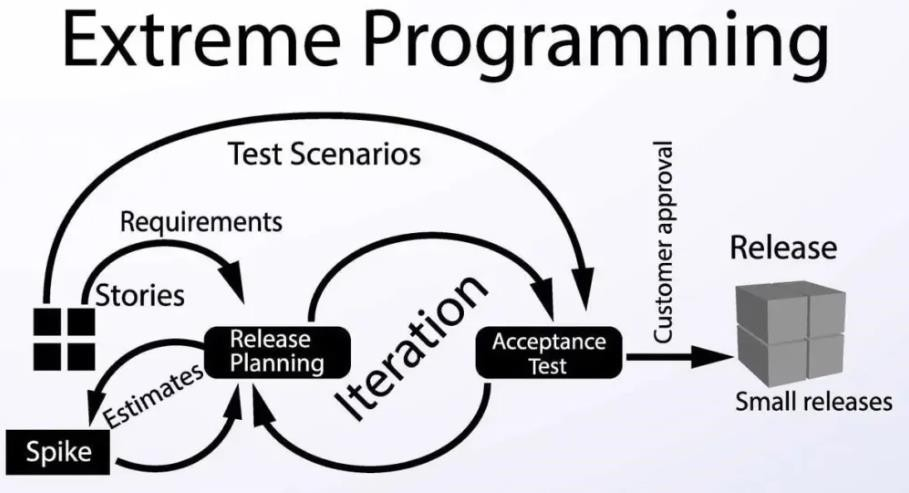 Extreme Programming
Test Scenarios
Requirements
Stories
Release
Planning
Estimates
Spike
Iteration
Acceptance
Test
Customer approval
Release
Small releases